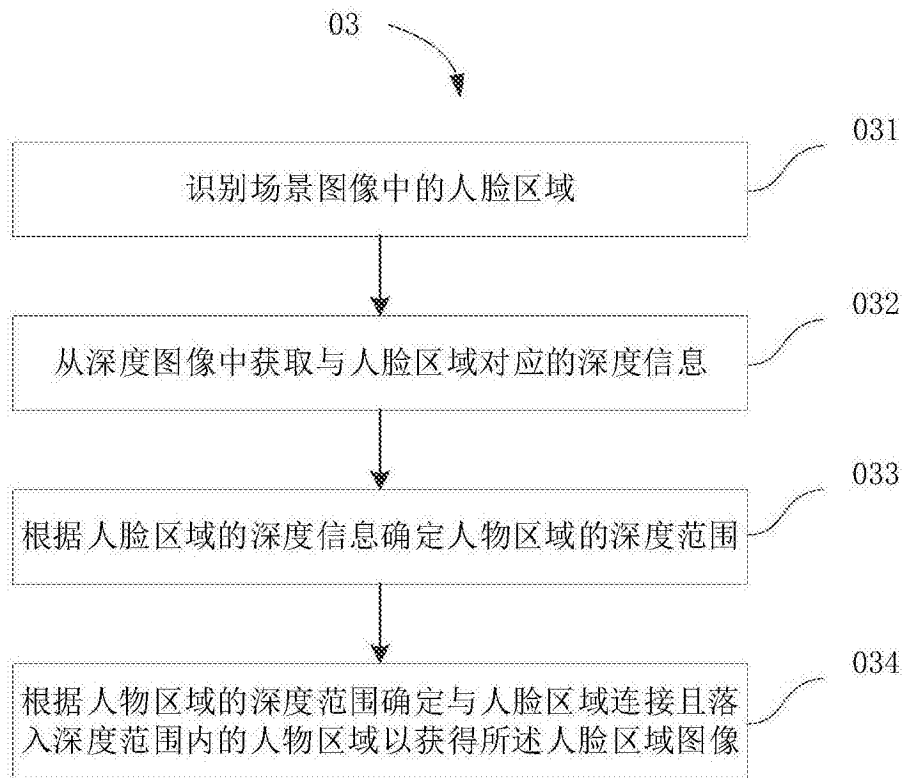 03
031
识别场景图像中的人脸区域
032
从深度图像中获取与人脸区域对应的深度信息
033
根据人脸区域的深度信息确定人物区域的深度范围
034
根据人物区域的深度范围确定与人脸区域连接且落
入深度范围内的人物区域以获得所述人脸区域图像